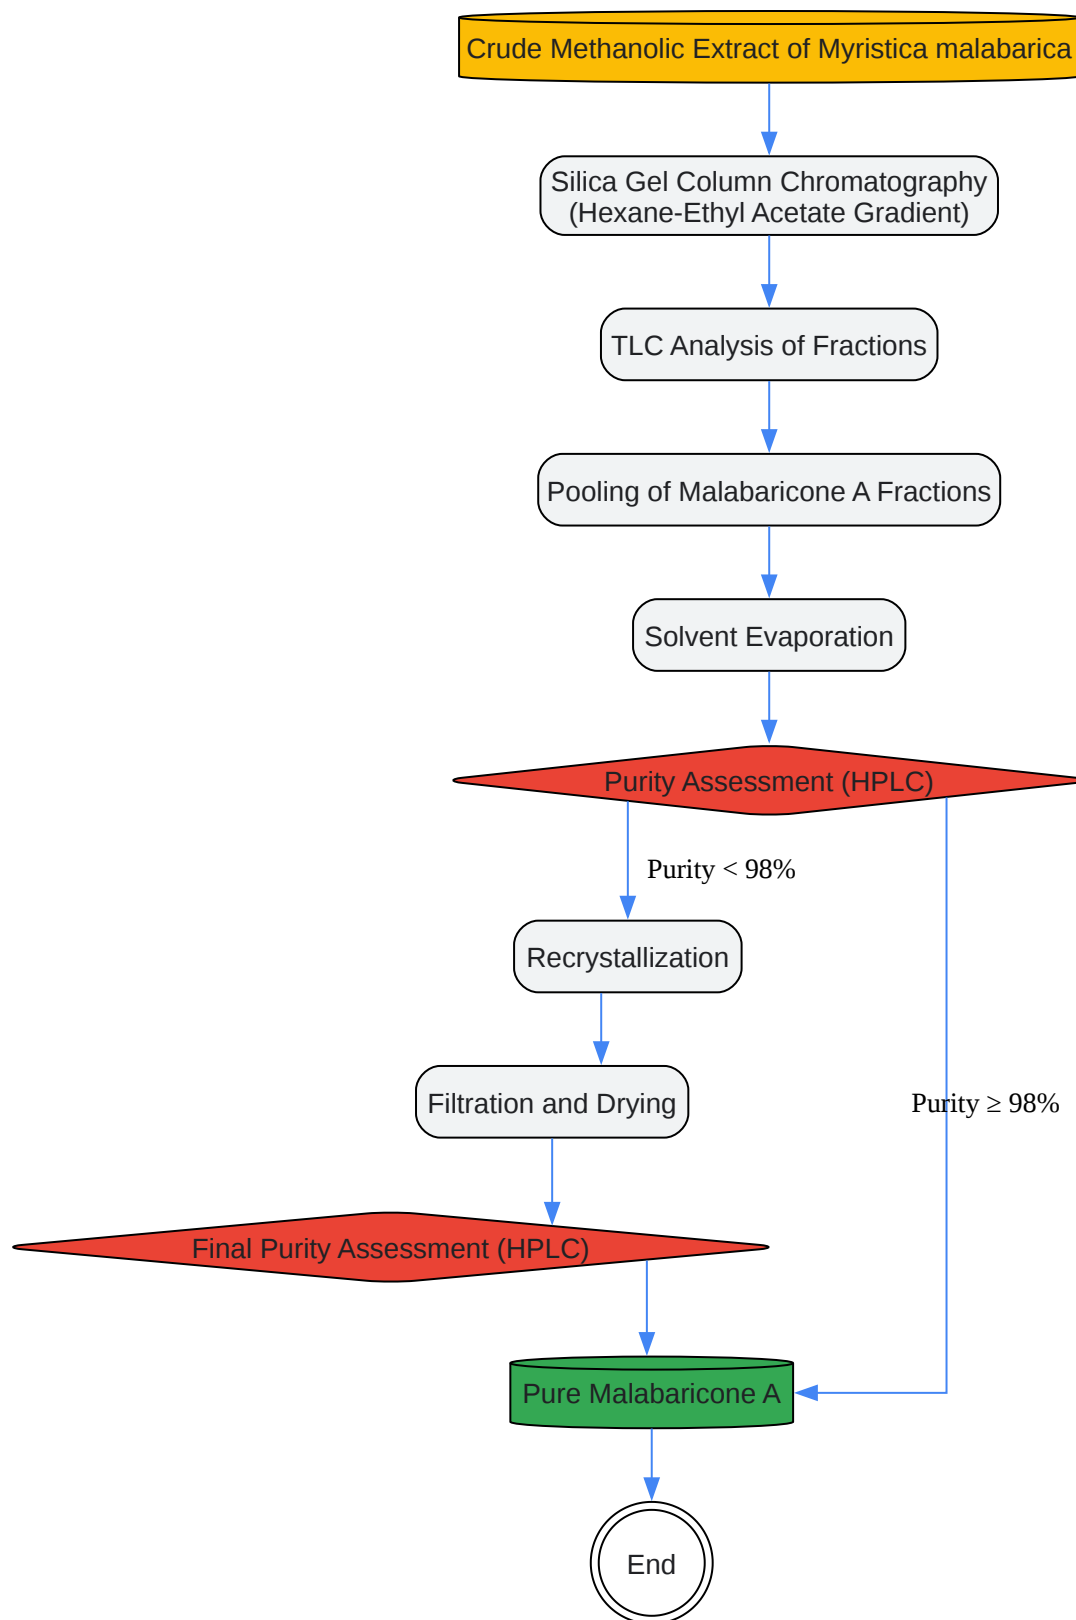 Crude Methanolic Extract of Myristica malabarica
Silica Gel Column Chromatography
(Hexane-Ethyl Acetate Gradient)
TLC Analysis of Fractions
Pooling of Malabaricone A Fractions
Solvent Evaporation
Purity Assessment (HPLC)
Purity < 98%
Recrystallization
Filtration and Drying
Purity ≥ 98%
Final Purity Assessment (HPLC)
Pure Malabaricone A
End